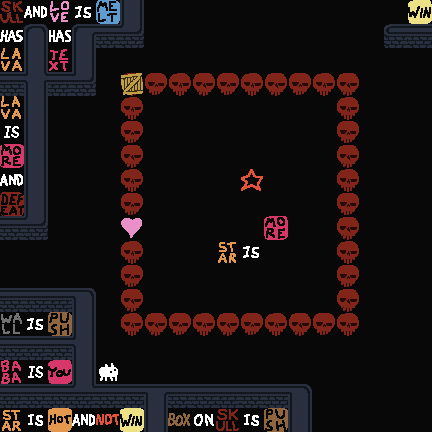 SKULL AND LOVE IS MELT
WIN
HAS HAS
LAVA TEXT
LAVA
IS
MORE
AND
DEFEAT
MORE
STAR IS
WALL IS PUSH
BABA IS YOU
STAR IS HOT AND NOT WIN
BOX ON SKULL IS PUSH